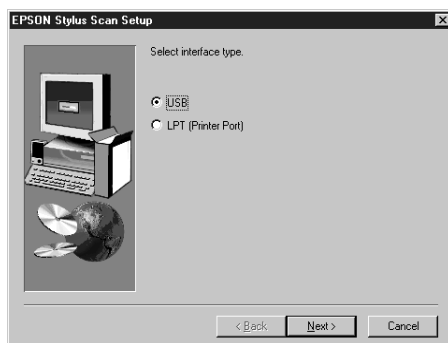 EPSON Stylus Scan Setup
Select interface type.
USB
LPT (Printer Port)
< Back
Next >
Cancel